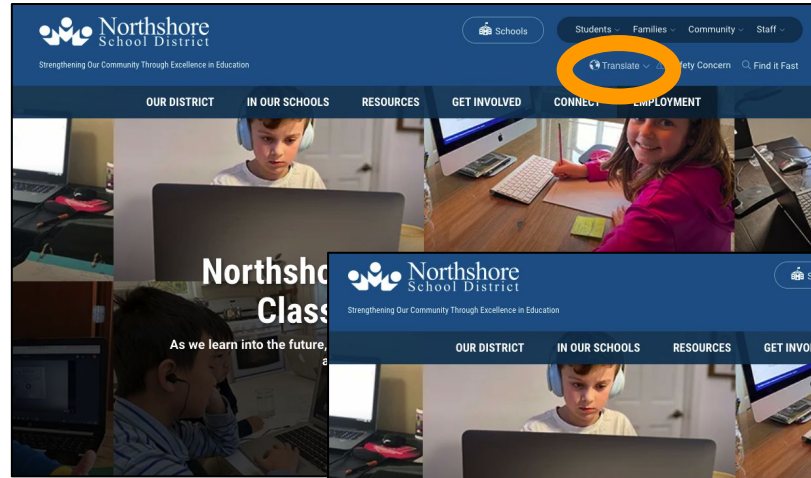 Northshore
School District
Schools
Students Families Community Staff
Strengthening Our Community Through Excellence in Education
Translate Concern Find it Fast
OUR DISTRICT IN OUR SCHOOLS RESOURCES GET INVOLVED CONNECT EMPLOYMENT
Northsho
Class
As we learn into the future,
a
Northshore
School District
S
Strengthening Our Community Through Excellence in Education
OUR DISTRICT IN OUR SCHOOLS RESOURCES GET INVO